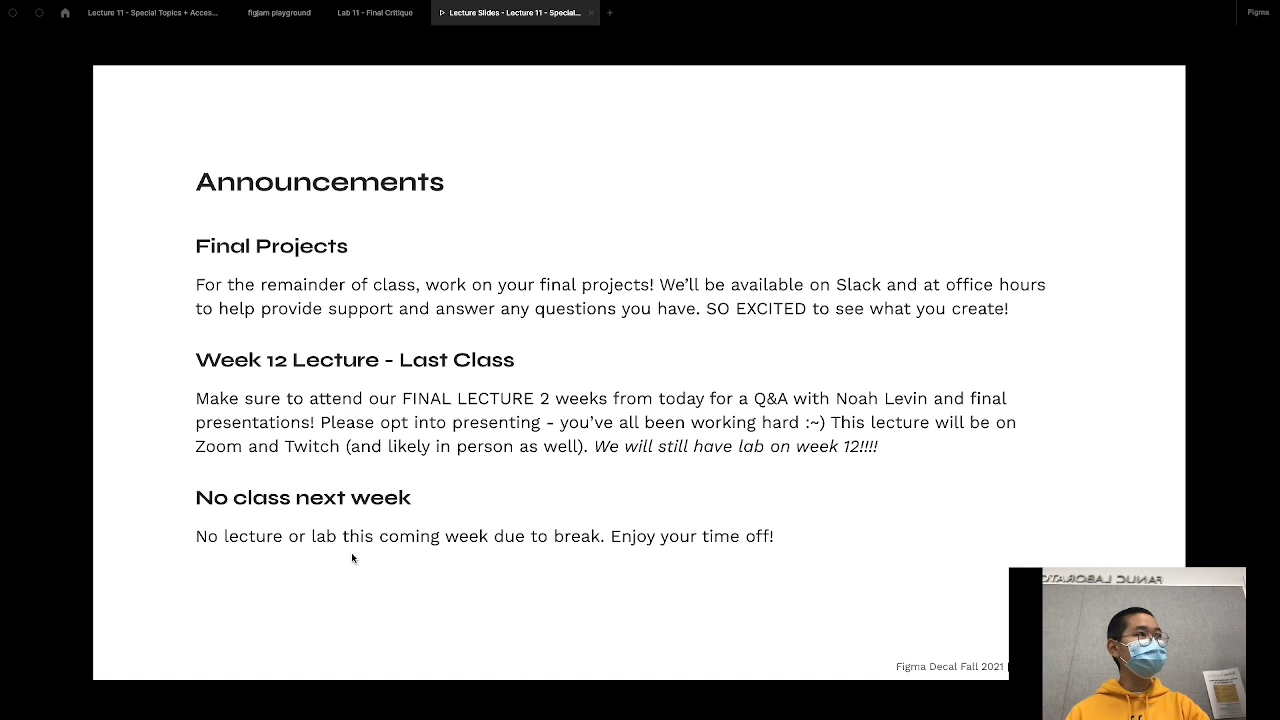 Lecture 11 - Special Topics + Acces...
figjam playground
Lab 11 - Final Critique
Lecture Slides - Lecture 11 - Special...
Figma
Announcements
Final Projects
For the remainder of class, work on your final projects! We’ll be available on Slack and at office hours
to help provide support and answer any questions you have. SO EXCITED to see what you create!
Week 12 Lecture - Last Class
Make sure to attend our FINAL LECTURE 2 weeks from today for a Q&A with Noah Levin and final
presentations! Please opt into presenting - you’ve all been working hard :~) This lecture will be on
Zoom and Twitch (and likely in person as well). We will still have lab on week 12!!!!
No class next week
No lecture or lab this coming week due to break. Enjoy your time off!
FANUC LABORATO
Figma Decal Fall 2021